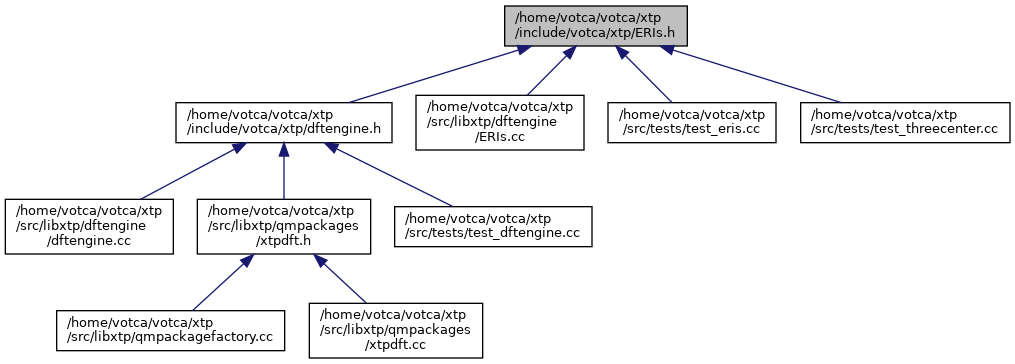 /home/votca/votca/xtp
/include/votca/xtp/ERIs.h
/home/votca/votca/xtp
/include/votca/xtp/dftengine.h
/home/votca/votca/xtp
/src/libxtp/dftengine
/ERIs.cc
/home/votca/votca/xtp
/src/tests/test_eris.cc
/home/votca/votca/xtp
/src/tests/test_threecenter.cc
/home/votca/votca/xtp
/src/libxtp/dftengine
/dftengine.cc
/home/votca/votca/xtp
/src/libxtp/qmpackages
/xtpdft.h
/home/votca/votca/xtp
/src/tests/test_dftengine.cc
/home/votca/votca/xtp
/src/libxtp/qmpackagefactory.cc
/home/votca/votca/xtp
/src/libxtp/qmpackages
/xtpdft.cc